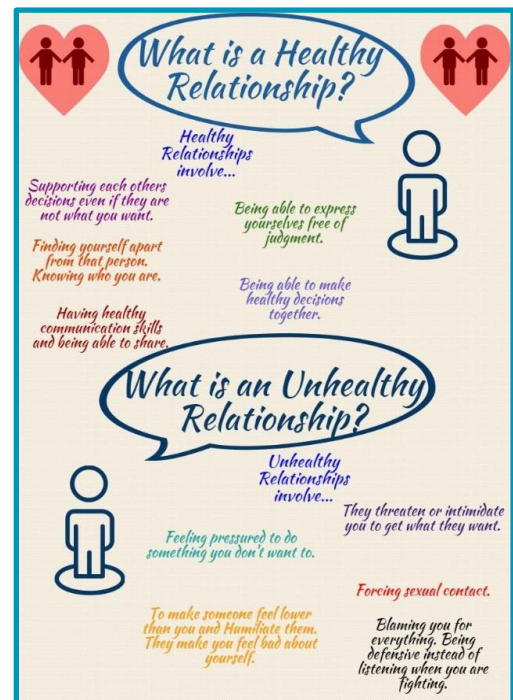 What is a Healthy
Relationship?
Healthy
Relationships
involve...
Supporting each others
decisions even if they are
not what you want.
Being able to express
yourselves free of
judgment.
Finding yourself apart
from that person.
Knowing who you are.
Being able to make
healthy decisions
together.
Having healthy
communication skills
and being able to share.
What is an Unhealthy
Relationship?
Unhealthy
Relationships
involve...
They threaten or intimidate
you to get what they want.
Feeling pressured to do
something you don't want to.
Forcing sexual contact.
To make someone feel lower
than you and Humiliate them.
They make you feel bad about
yourself.
Blaming you for
everything. Being
defensive instead of
listening when you are
fighting.